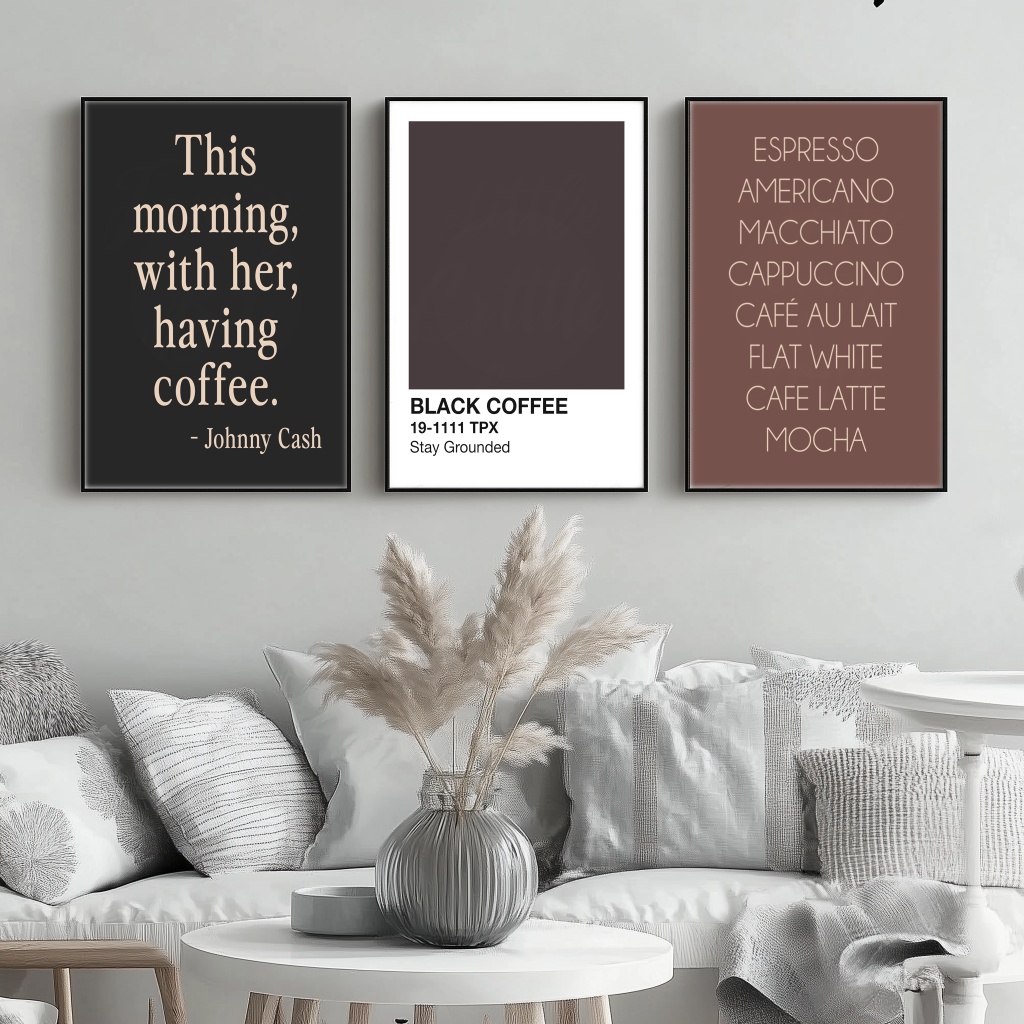 This
morning,
with her,
having
coffee.
- Johnny Cash
BLACK COFFEE
19-1111 TPX
Stay Grounded
ESPRESSO
AMERICANO
MACCHIATO
CAPPUCCINO
CAFÉ AU LAIT
FLAT WHITE
CAFE LATTE
MOCHA